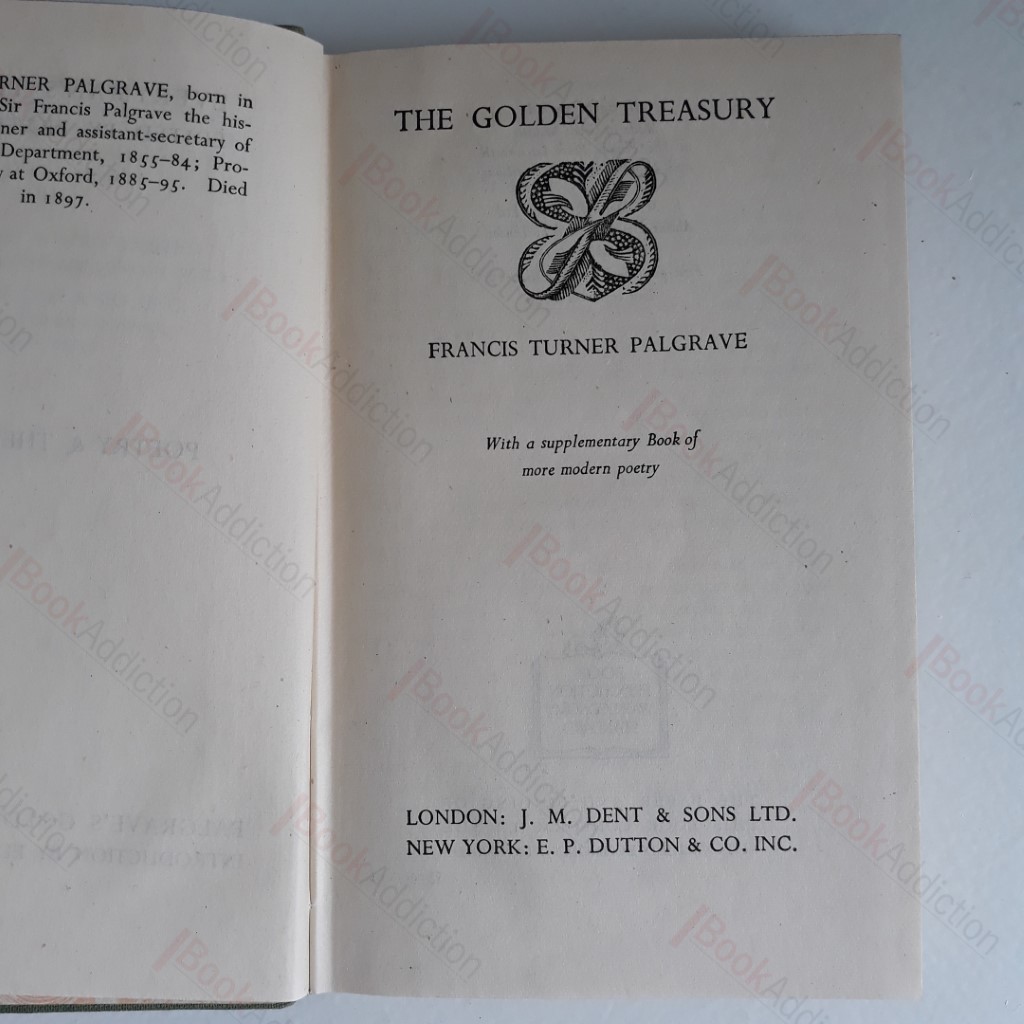 RNER PALGRAVE, born in
Sir Francis Palgrave the his-
ner and assistant-secretary of
Department, 1855–84; Pro-
y at Oxford, 1885–95. Died
in 1897.
THE GOLDEN TREASURY
FRANCIS TURNER PALGRAVE
With a supplementary Book of
more modern poetry
LONDON: J. M. DENT & SONS LTD.
NEW YORK: E. P. DUTTON & CO. INC.
BookAddiction